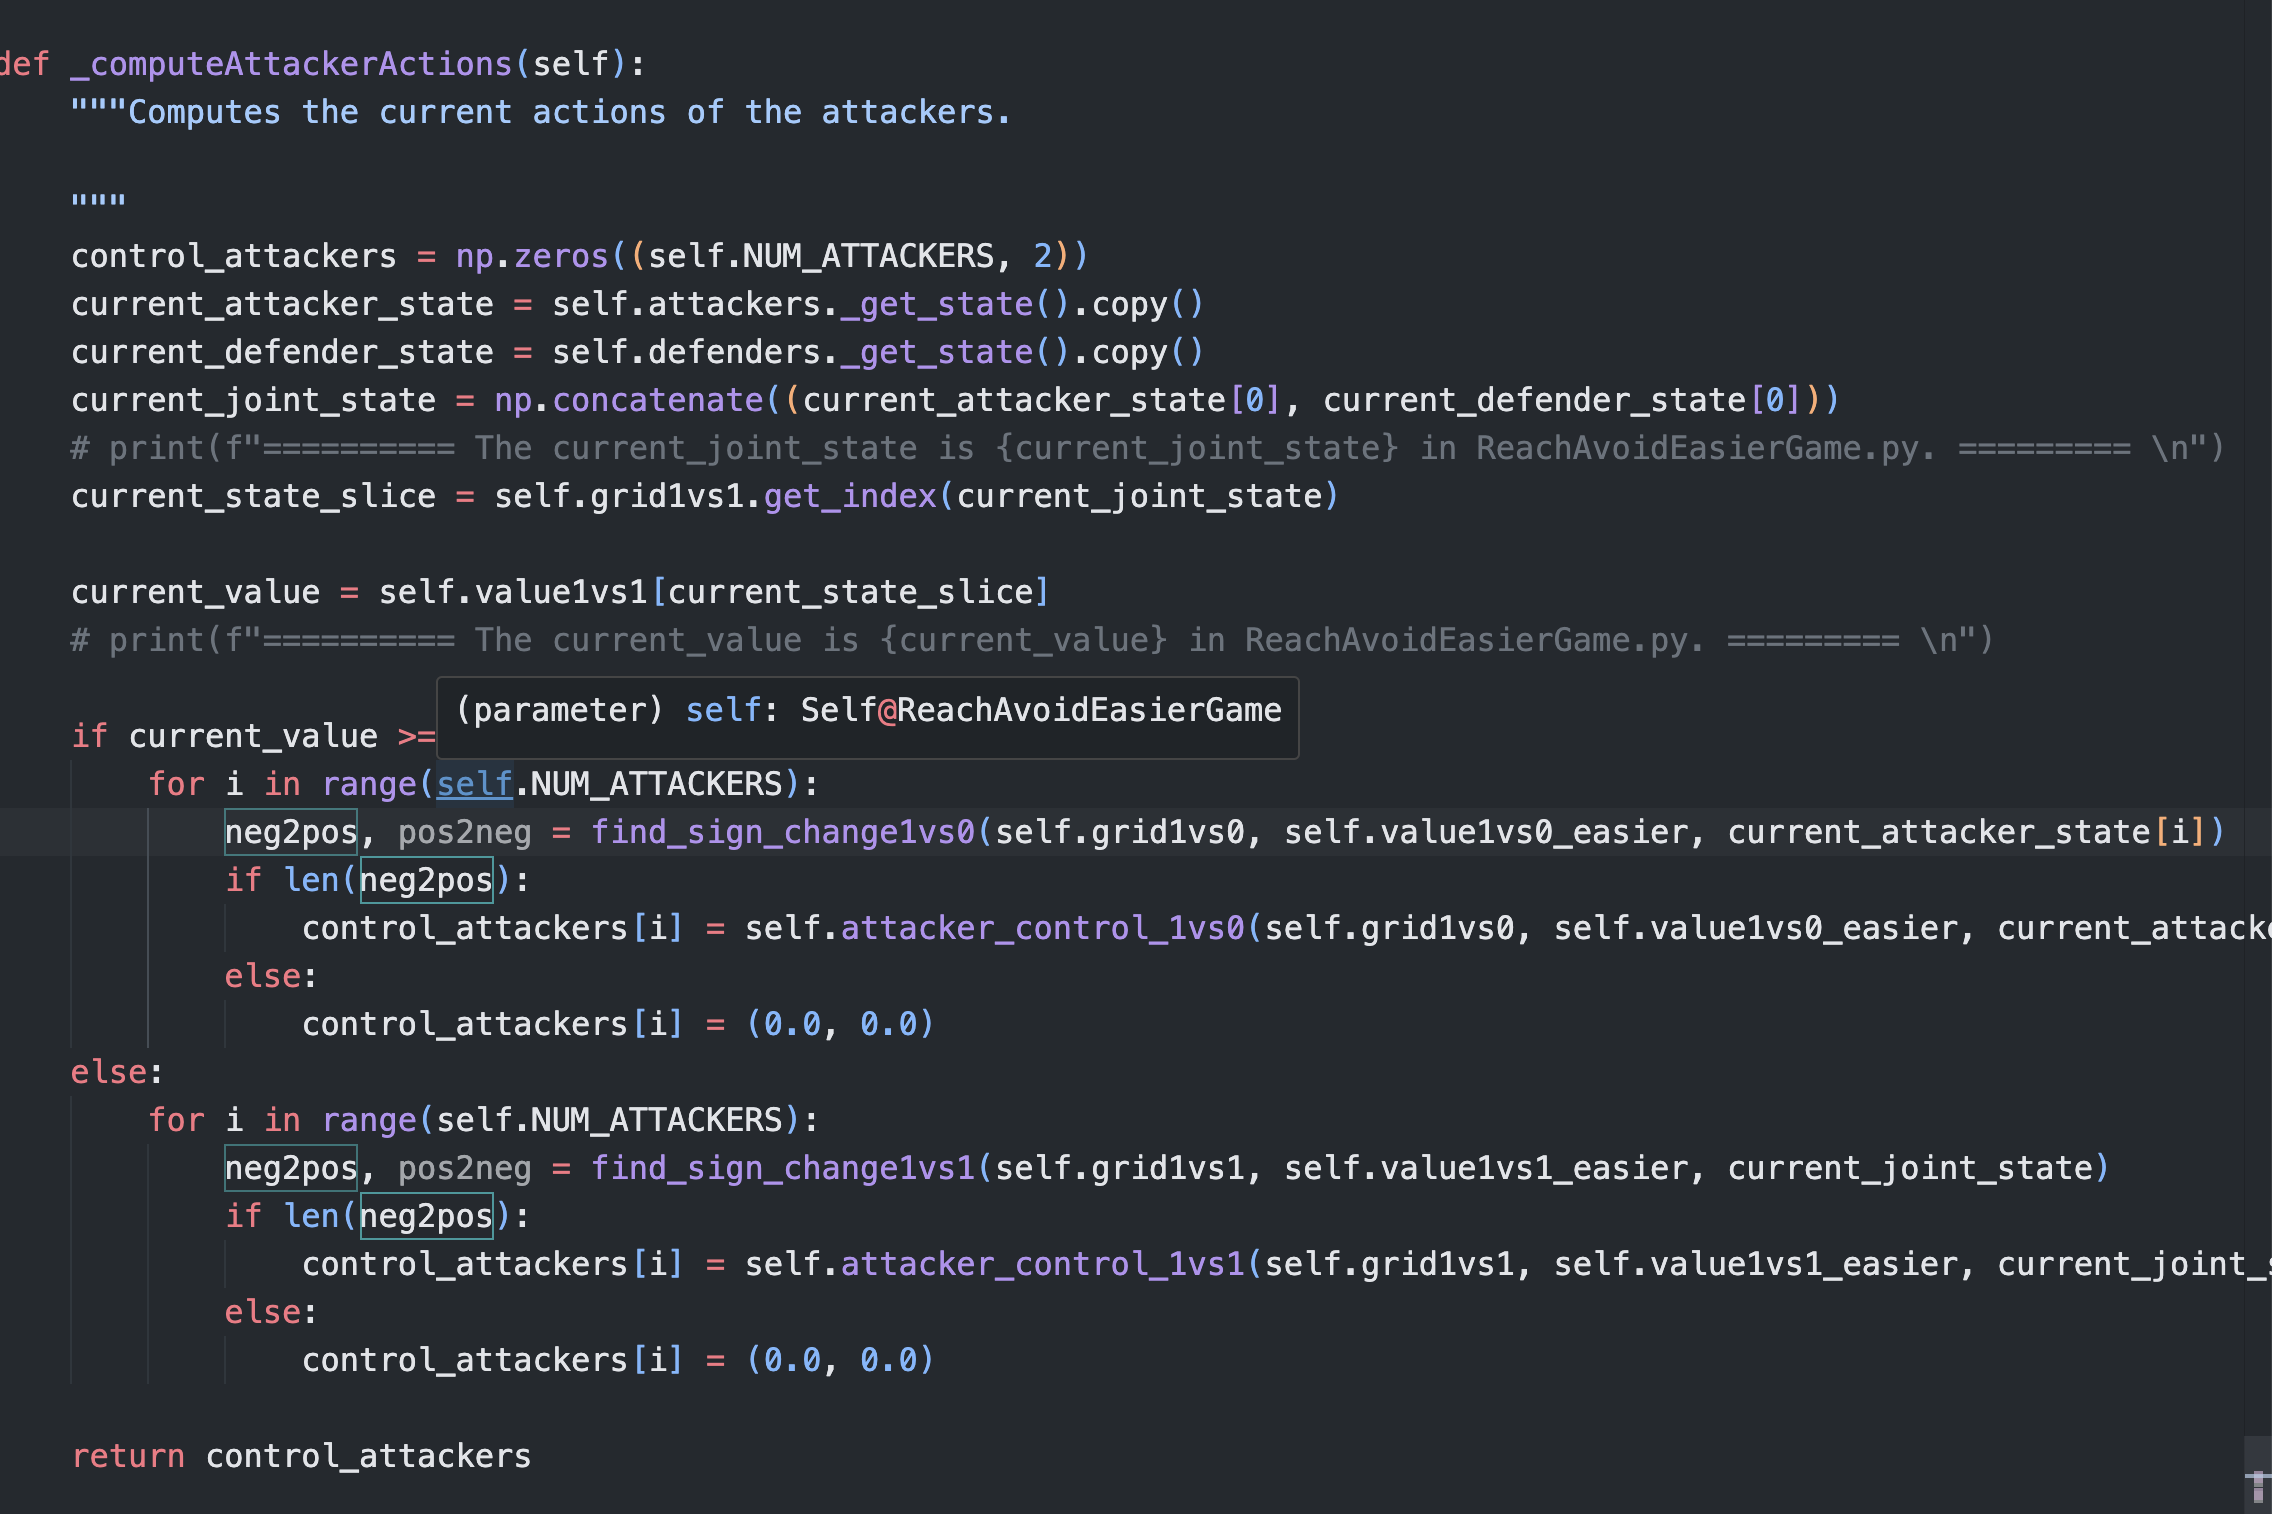 def _computeAttackerActions(self):
    """Computes the current actions of the attackers.

    """
    control_attackers = np.zeros((self.NUM_ATTACKERS, 2))
    current_attacker_state = self.attackers._get_state().copy()
    current_defender_state = self.defenders._get_state().copy()
    current_joint_state = np.concatenate((current_attacker_state[0], current_defender_state[0]))
    # print(f"========== The current_joint_state is {current_joint_state} in ReachAvoidEasierGame.py. ========= \n")
    current_state_slice = self.grid1vs1.get_index(current_joint_state)

    current_value = self.value1vs1[current_state_slice]
    # print(f"========== The current_value is {current_value} in ReachAvoidEasierGame.py. ========= \n")

(parameter) self: Self@ReachAvoidEasierGame
    if current_value >=
        for i in range(self.NUM_ATTACKERS):
            neg2pos, pos2neg = find_sign_change1vs0(self.grid1vs0, self.value1vs0_easier, current_attacker_state[i])
            if len(neg2pos):
                control_attackers[i] = self.attacker_control_1vs0(self.grid1vs0, self.value1vs0_easier, current_attack
            else:
                control_attackers[i] = (0.0, 0.0)
    else:
        for i in range(self.NUM_ATTACKERS):
            neg2pos, pos2neg = find_sign_change1vs1(self.grid1vs1, self.value1vs1_easier, current_joint_state)
            if len(neg2pos):
                control_attackers[i] = self.attacker_control_1vs1(self.grid1vs1, self.value1vs1_easier, current_joint_
            else:
                control_attackers[i] = (0.0, 0.0)

    return control_attackers